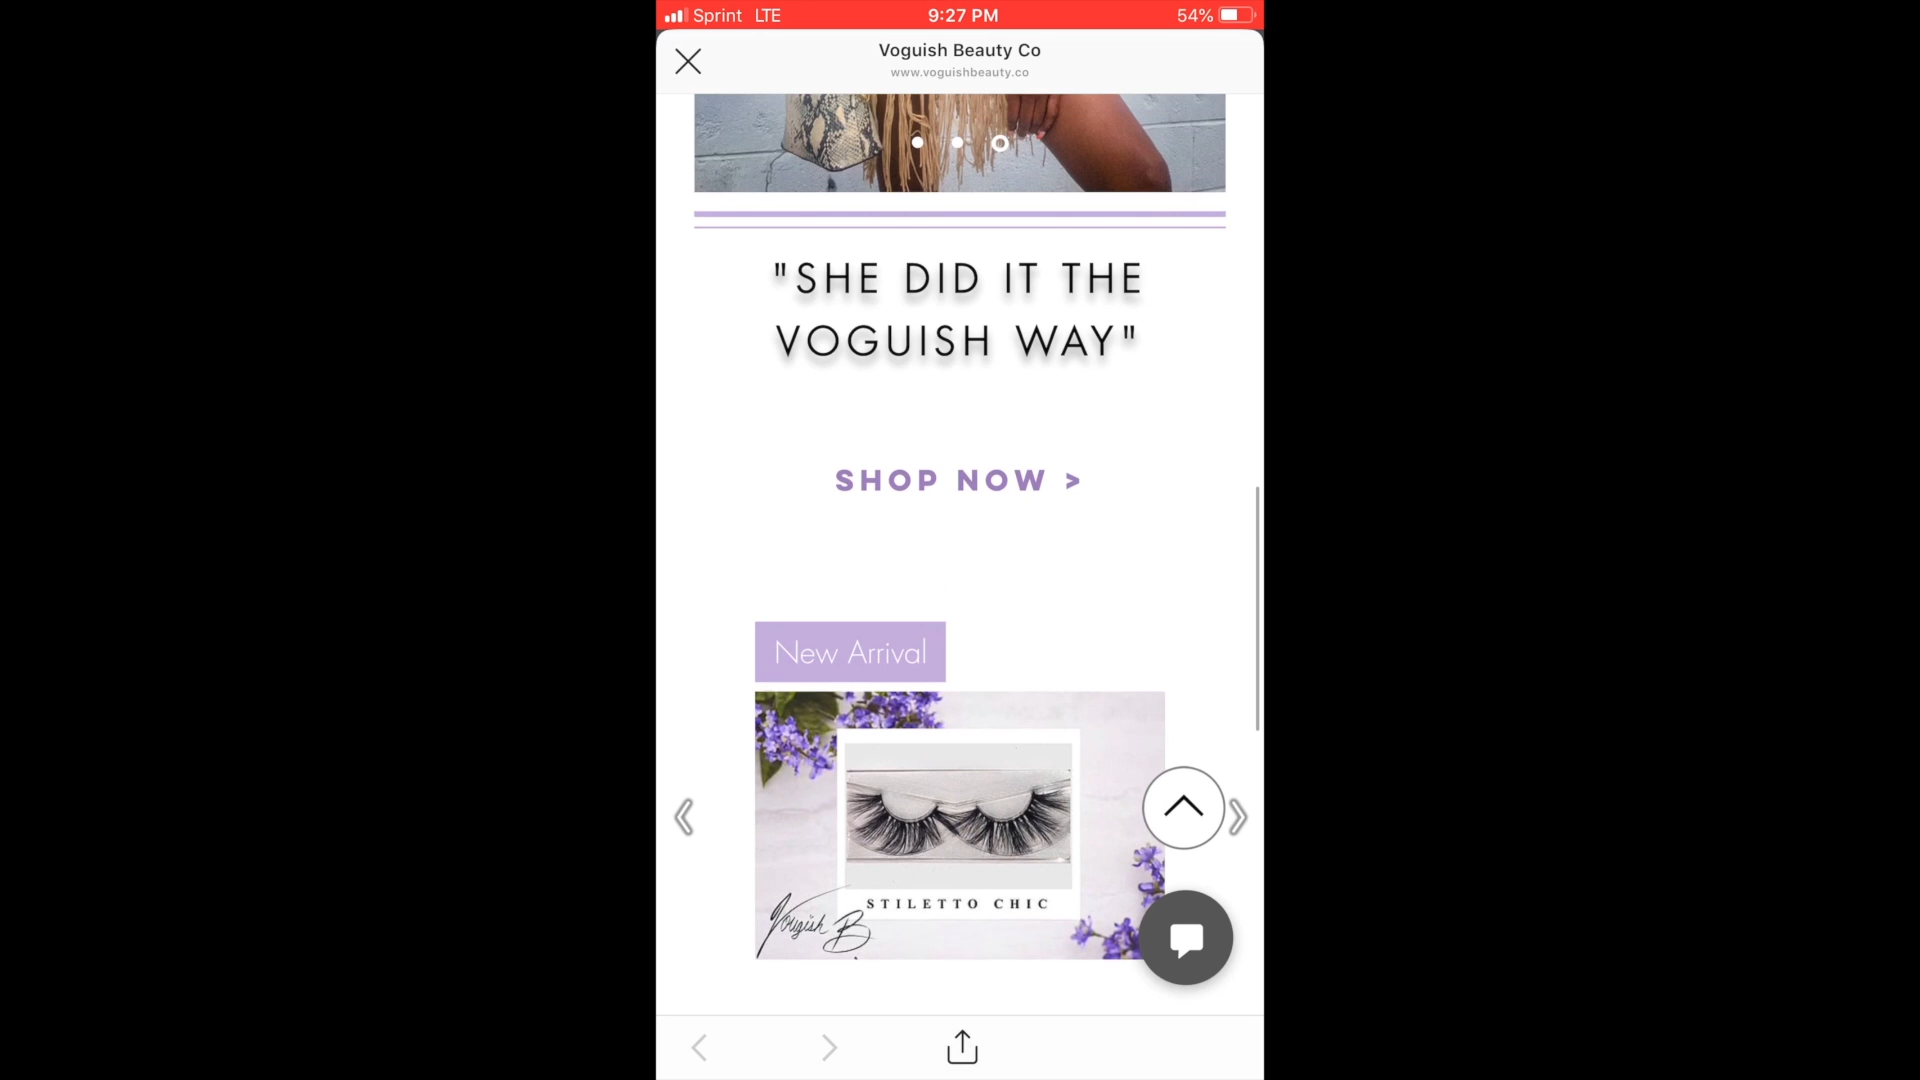 Sprint LTE 9:27 PM 54%
Voguish Beauty Co
www.voguishbeauty.co
"SHE DID IT THE
VOGUISH WAY"
SHOP NOW >
New Arrival
STILETTO CHIC
Voguish B